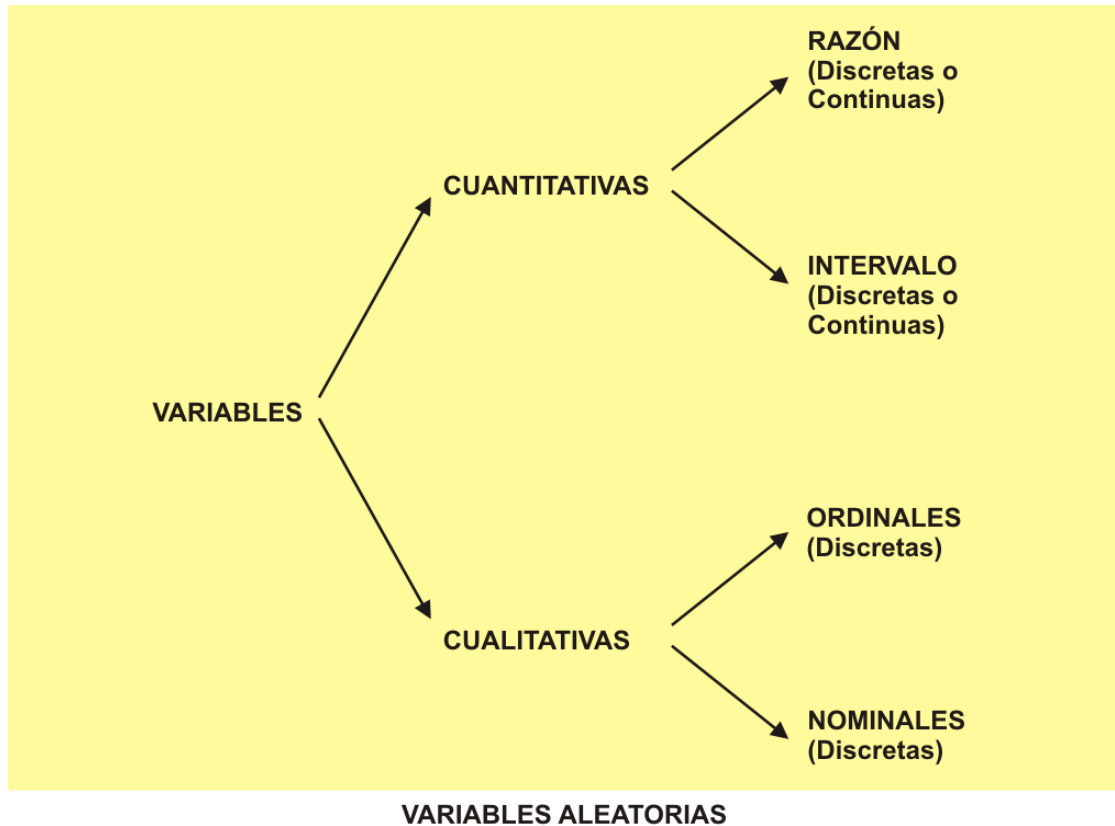 RAZÓN
(Discretas o
Continuas)
CUANTITATIVAS
INTERVALO
(Discretas o
Continuas)
VARIABLES
ORDINALES
(Discretas)
CUALITATIVAS
NOMINALES
(Discretas)
VARIABLES ALEATORIAS